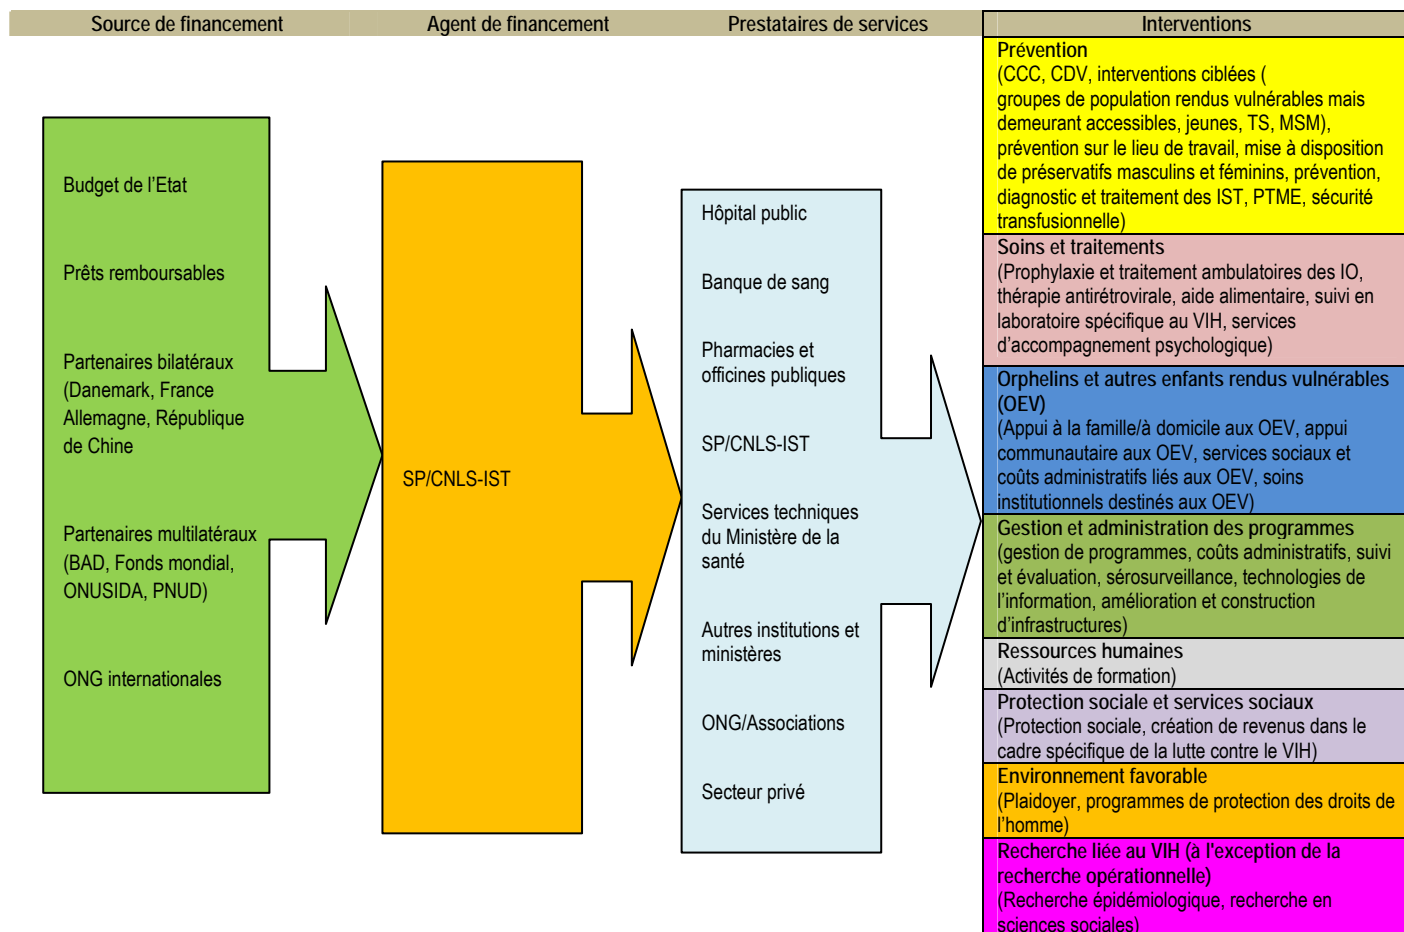 Source de financement
Agent de financement
Prestataires de services
Interventions
Budget de l'Etat
Prêts remboursables
Partenaires bilatéraux
(Danemark, France
Allemagne, République
de Chine
Partenaires multilatéraux
(BAD, Fonds mondial,
ONUSIDA, PNUD)
ONG internationales
SP/CNLS-IST
Hôpital public
Banque de sang
Pharmacies et
officines publiques
SP/CNLS-IST
Services techniques
du Ministère de la
santé
Autres institutions et
ministères
ONG/Associations
Secteur privé
Prévention
(CCC, CDV, interventions ciblées (
groupes de population rendus vulnérables mais
demeurant accessibles, jeunes, TS, MSM),
prévention sur le lieu de travail, mise à disposition
de préservatifs masculins et féminins, prévention,
diagnostic et traitement des IST, PTME, sécurité
transfusionnelle)
Soins et traitements
(Prophylaxie et traitement ambulatoires des IO,
thérapie antirétrovirale, aide alimentaire, suivi en
laboratoire spécifique au VIH, services
d'accompagnement psychologique)
Orphelins et autres enfants rendus vulnérables
(OEV)
(Appui à la famille/à domicile aux OEV, appui
communautaire aux OEV, services sociaux et
coûts administratifs liés aux OEV, soins
institutionnels destinés aux OEV)
Gestion et administration des programmes
(gestion de programmes, coûts administratifs, suivi
et évaluation, sérosurveillance, technologies de
l'information, amélioration et construction
d'infrastructures)
Ressources humaines
(Activités de formation)
Protection sociale et services sociaux
(Protection sociale, création de revenus dans le
cadre spécifique de la lutte contre le VIH)
Environnement favorable
(Plaidoyer, programmes de protection des droits de
l'homme)
Recherche liée au VIH (à l'exception de la
recherche opérationnelle)
(Recherche épidémiologique, recherche en
sciences sociales)